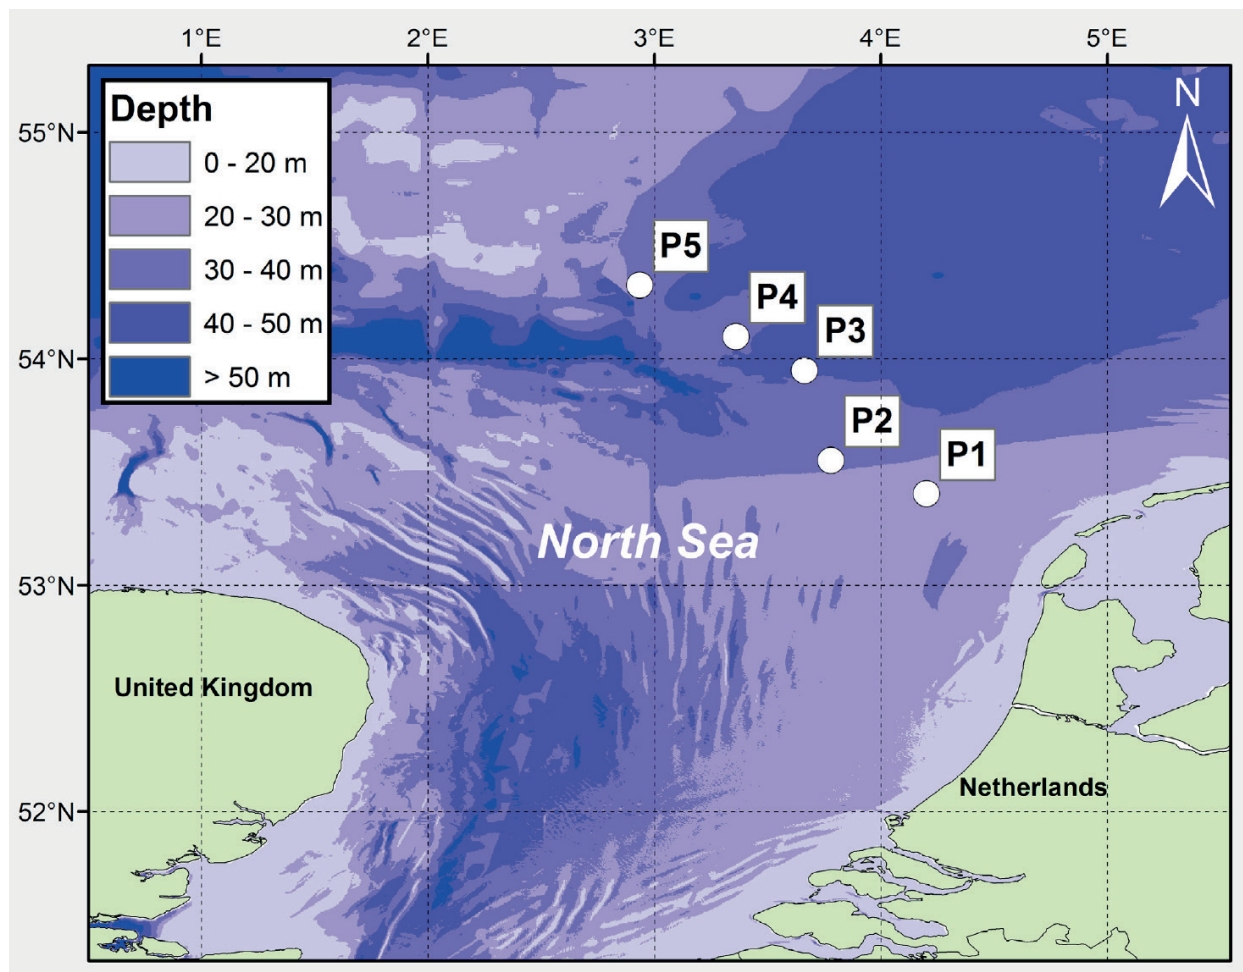 1°E 2°E 3°E 4°E 5°E
N
Depth
0 - 20 m
20 - 30 m
30 - 40 m
40 - 50 m
> 50 m
55°N
54°N
53°N
52°N
P5
P4
P3
P2
P1
North Sea
United Kingdom
Netherlands